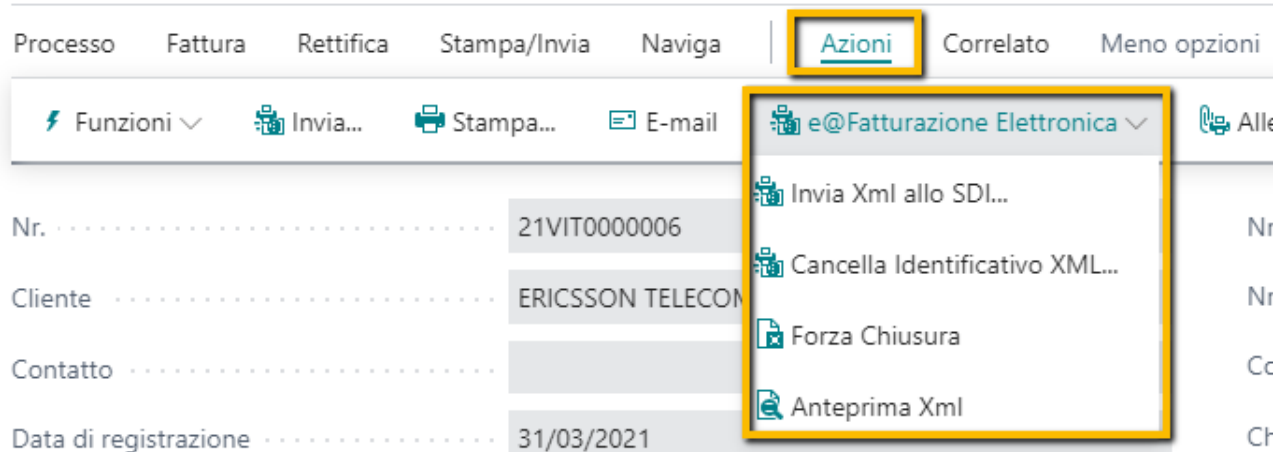 Processo Fattura Rettifica Stampa/Invia Naviga Azioni Correlato Meno opzioni
Funzioni Invia... Stampa... E-mail e@Fatturazione Elettronica
Invia Xml allo SDI...
Nr. 21VIT0000006
Cancella Identificativo XML...
Cliente ERICSSON
Forza Chiusura
Contatto
Anteprima Xml
Data di registrazione 31/03/2021